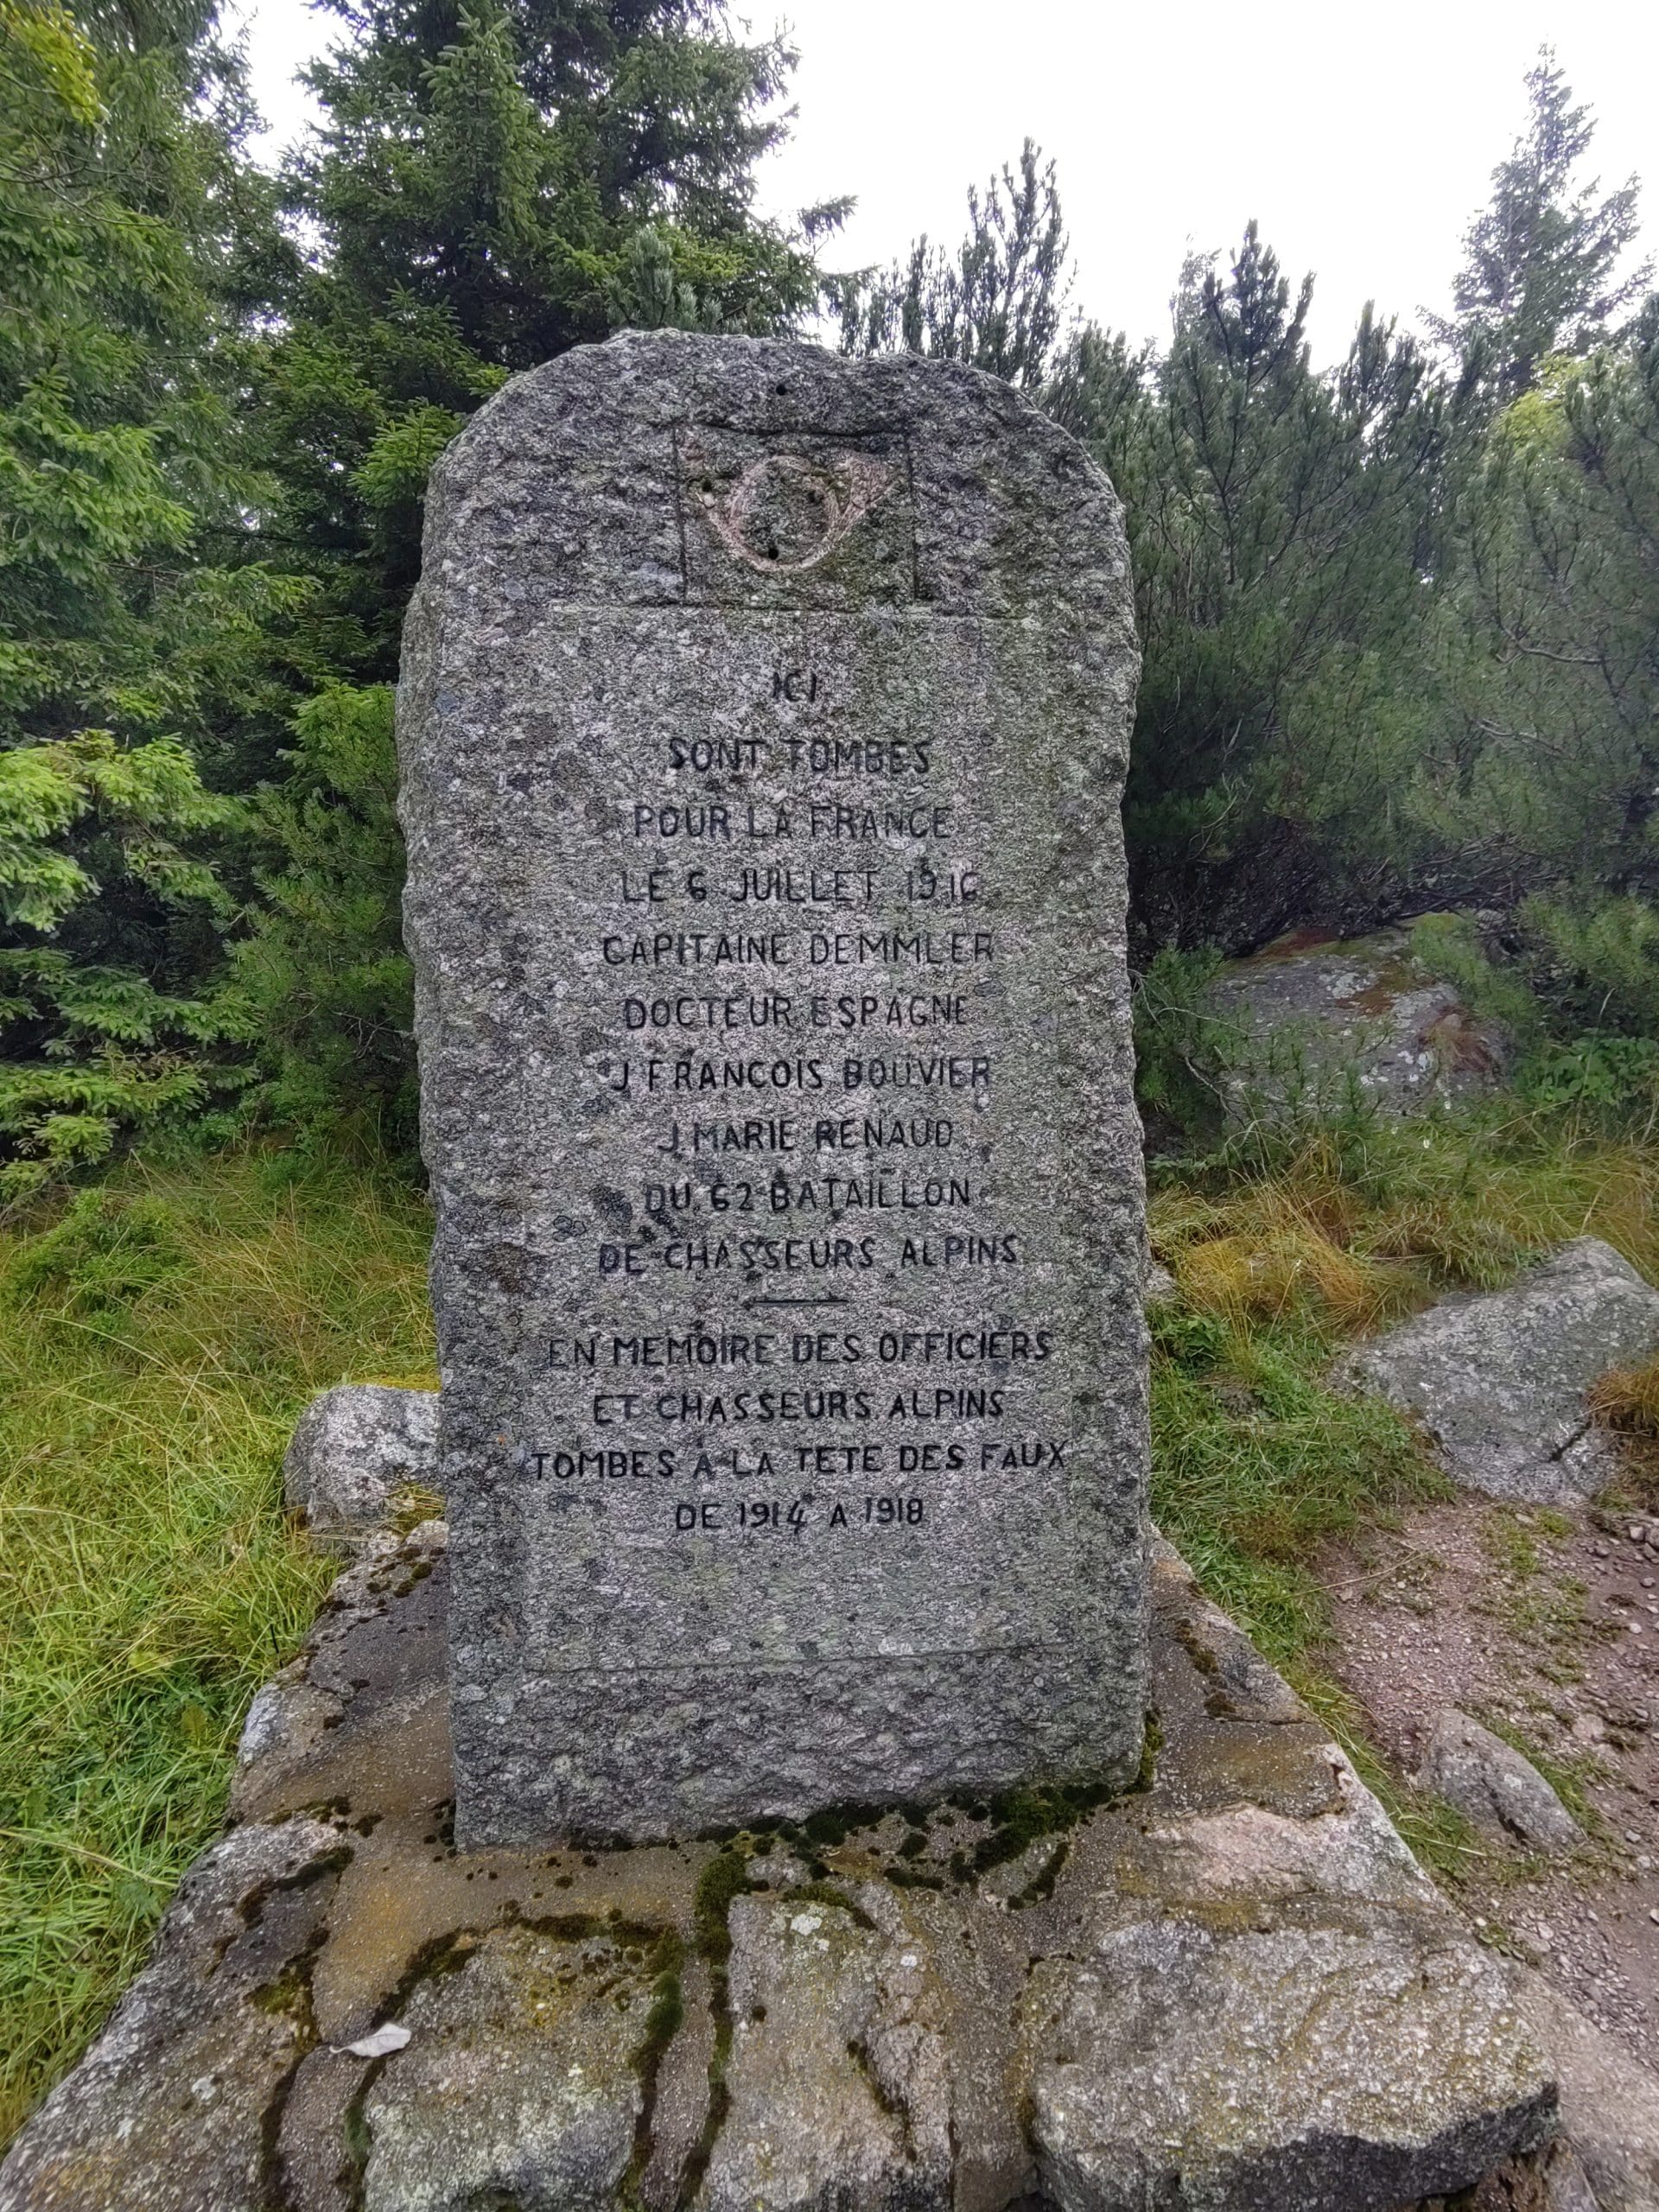 ICI
SONT TOMBES
POUR LA FRANCE
LE 6 JUILLET 1916
CAPITAINE DEMMLER
DOCTEUR ESPAGNE
J FRANCOIS BOUVIER
J. MARIE RENAUD
DU 62 BATAILLON
DE CHASSEURS ALPINS
EN MEMOIRE DES OFFICIERS
ET CHASSEURS ALPINS
TOMBES A LA TETE DES FAUX
DE 1914 A 1918